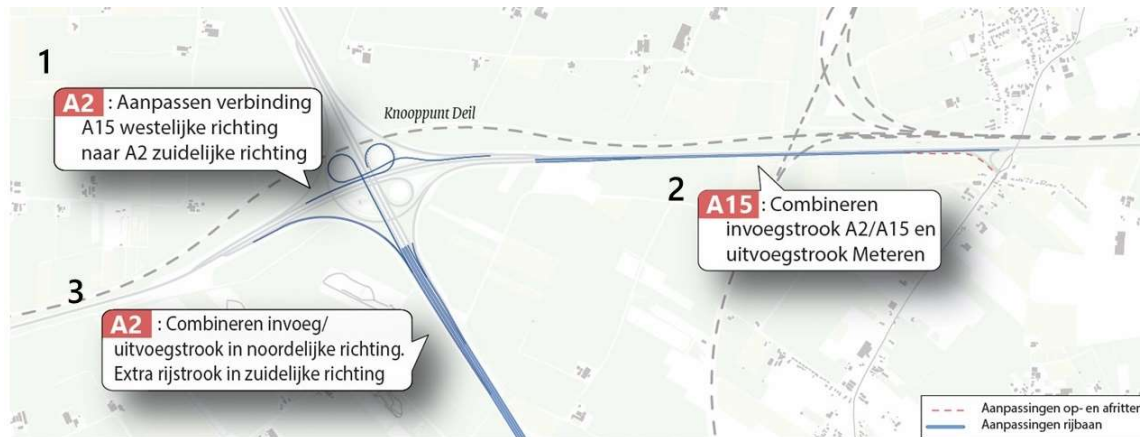 1
A2 : Aanpassen verbinding
A15 westelijke richting
naar A2 zuidelijke richting
Knooppunt Deil
2
A15 : Combineren
invoegstrook A2/A15 en
uitvoegstrook Meteren
3
A2 : Combineren invoeg/
uitvoegstrook in noordelijke richting.
Extra rijstrook in zuidelijke richting
Aanpassingen op- en afritten
Aanpassingen rijbaan